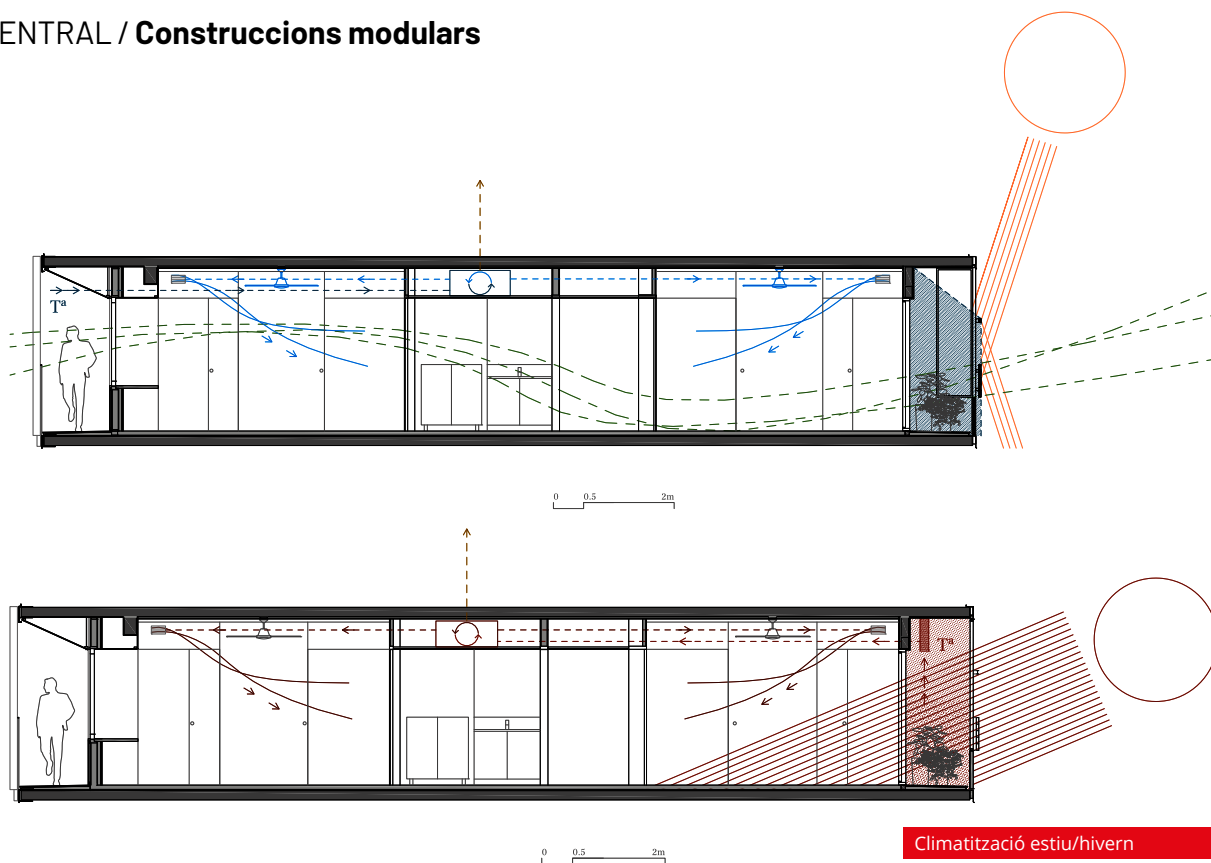 ENTRAL / Construccions modulars
Tª
0 0.5 2m
Tª
0 0.5 2m
Climatització estiu/hivern